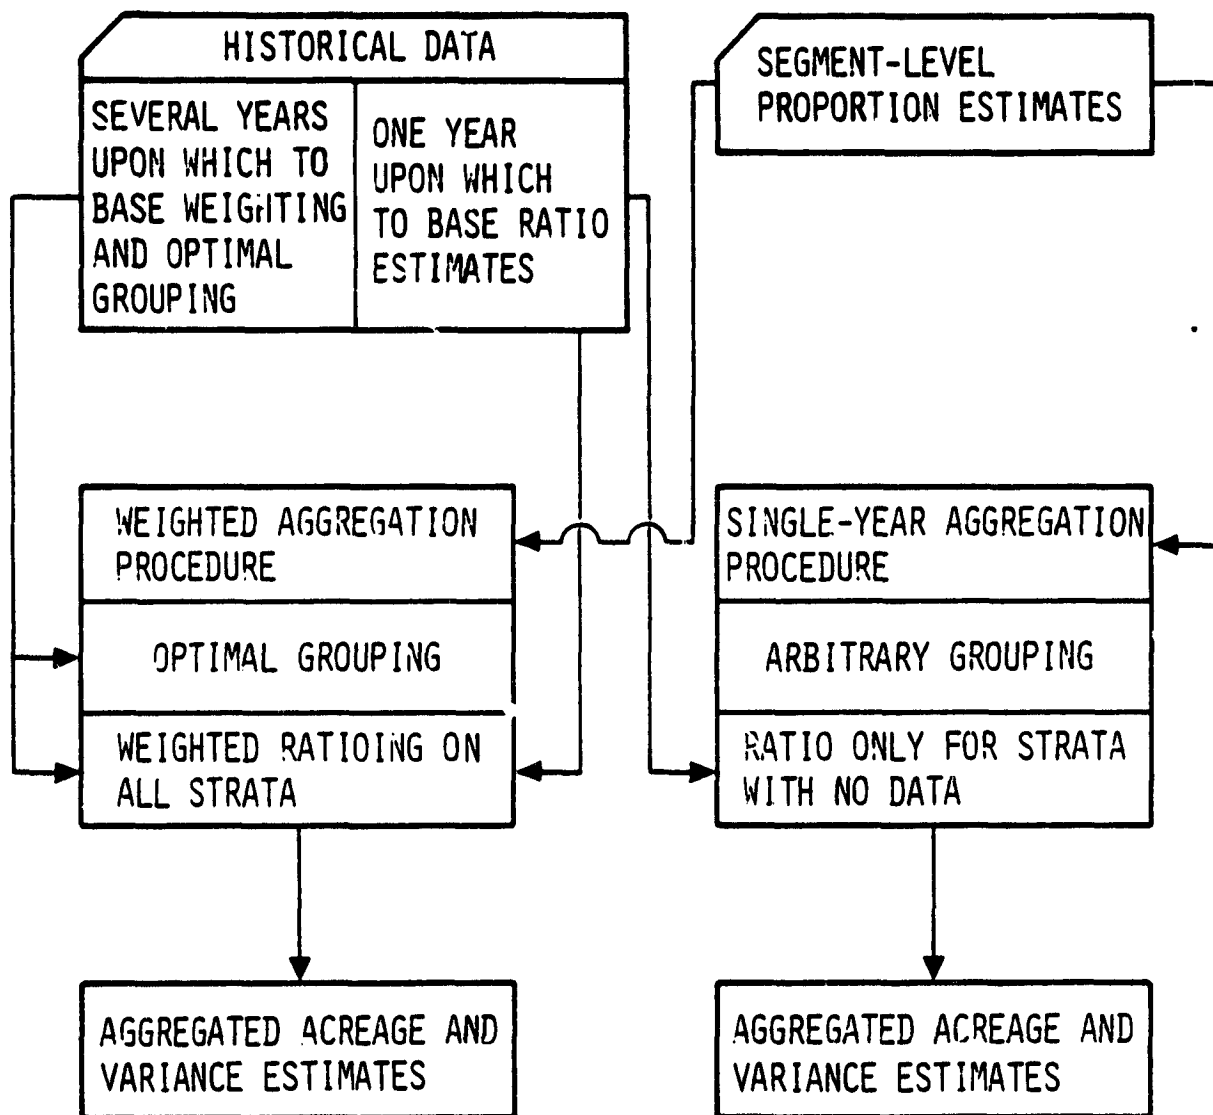 HISTORICAL DATA
SEVERAL YEARS
UPON WHICH TO
BASE WEIGHTING
AND OPTIMAL
GROUPING
ONE YEAR
UPON WHICH
TO BASE RATIO
ESTIMATES
SEGMENT-LEVEL
PROPORTION ESTIMATES
WEIGHTED AGGREGATION
PROCEDURE
OPTIMAL GROUPING
WEIGHTED RATIOING ON
ALL STRATA
SINGLE-YEAR AGGREGATION
PROCEDURE
ARBITRARY GROUPING
RATIO ONLY FOR STRATA
WITH NO DATA
AGGREGATED ACREAGE AND
VARIANCE ESTIMATES
AGGREGATED ACREAGE AND
VARIANCE ESTIMATES